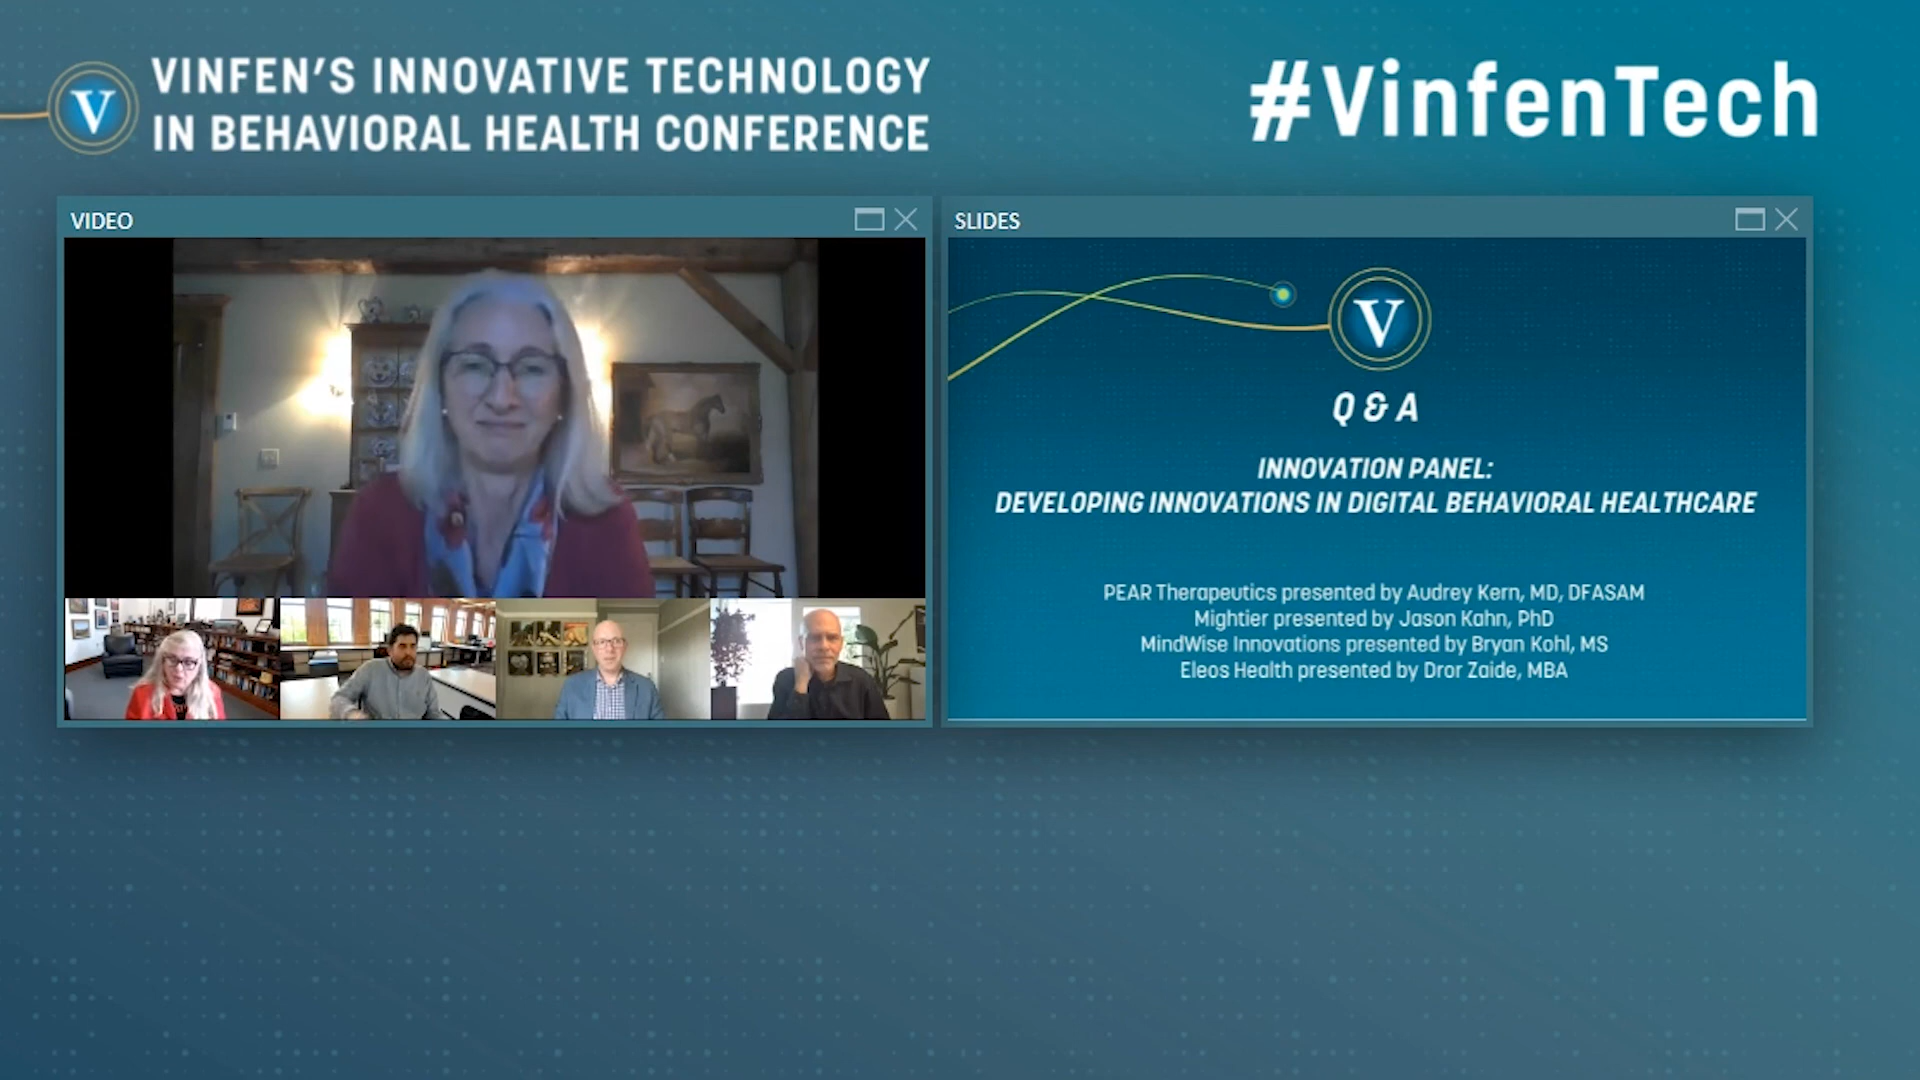 V
VINFEN'S INNOVATIVE TECHNOLOGY
IN BEHAVIORAL HEALTH CONFERENCE
#VinfenTech
VIDEO
SLIDES
V
Q & A
INNOVATION PANEL:
DEVELOPING INNOVATIONS IN DIGITAL BEHAVIORAL HEALTHCARE
PEAR Therapeutics presented by Audrey Kern, MD, DFASAM
Mightier presented by Jason Kahn, PhD
MindWise Innovations presented by Bryan Kohl, MS
Eleos Health presented by Dror Zaide, MBA